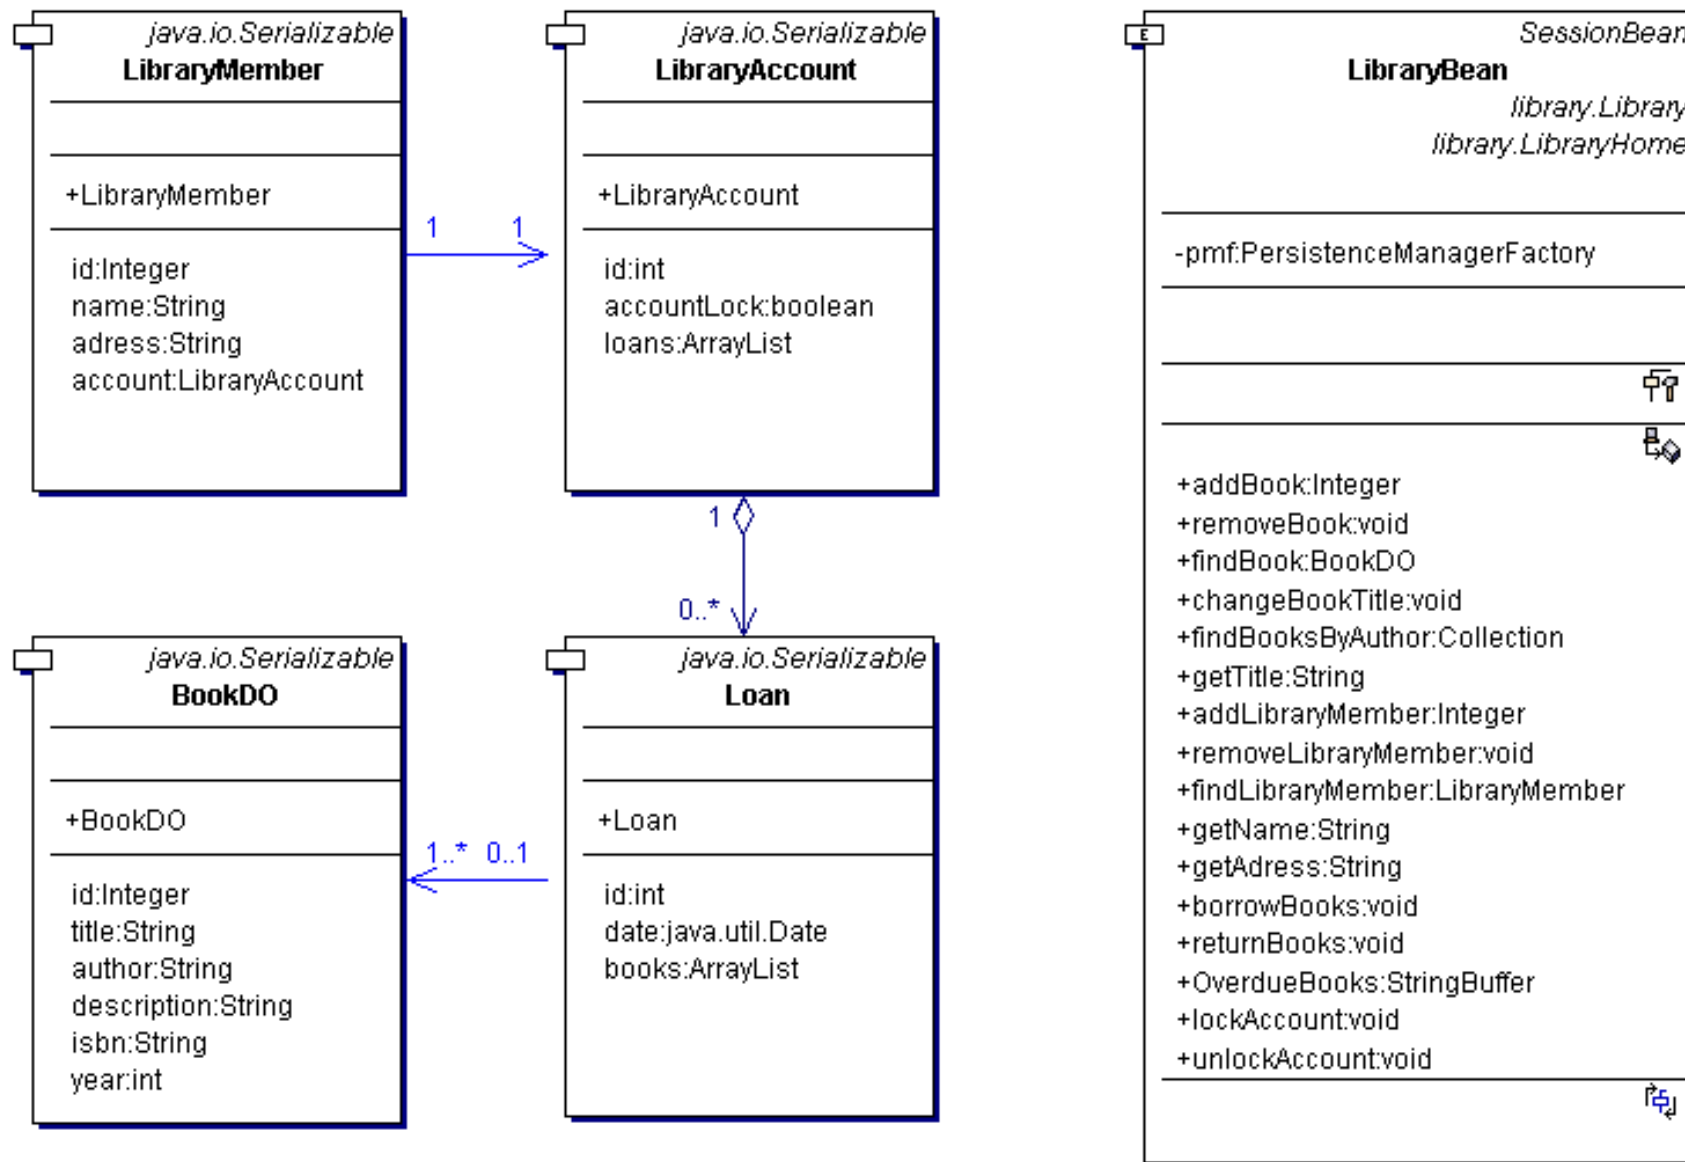 java.io.Serializable
LibraryMember
+LibraryMember
id:Integer
name:String
adress:String
account:LibraryAccount
1 1
java.io.Serializable
LibraryAccount
+LibraryAccount
id:int
accountLock:boolean
loans:ArrayList
1
0..*
java.io.Serializable
BookDO
+BookDO
id:Integer
title:String
author:String
description:String
isbn:String
year:int
1..* 0..1
java.io.Serializable
Loan
+Loan
id:int
date:java.util.Date
books:ArrayList
E
SessionBean
LibraryBean
library.Library
library.LibraryHome
-pmf:PersistenceManagerFactory
+addBook:Integer
+removeBook:void
+findBook:BookDO
+changeBookTitle:void
+findBooksByAuthor:Collection
+getTitle:String
+addLibraryMember:Integer
+removeLibraryMember:void
+findLibraryMember:LibraryMember
+getName:String
+getAdress:String
+borrowBooks:void
+returnBooks:void
+OverdueBooks:StringBuffer
+lockAccount:void
+unlockAccount:void